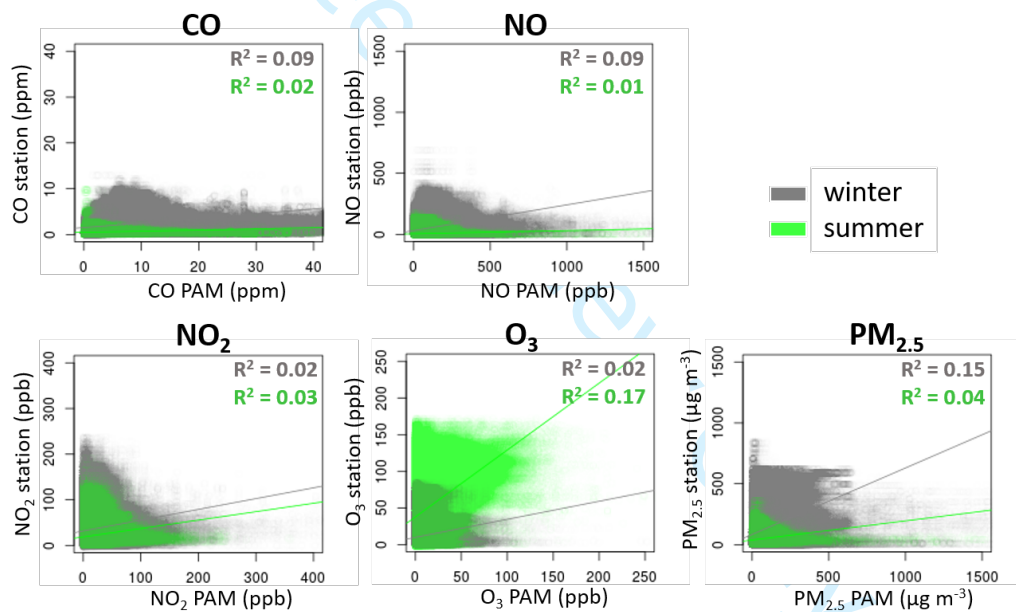 CO
R² = 0.09
R² = 0.02
CO station (ppm)
40
30
20
10
0
0 10 20 30 40
CO PAM (ppm)
NO
R² = 0.09
R² = 0.01
NO station (ppb)
1500
1000
500
0
0 500 1000 1500
NO PAM (ppb)
winter
summer
NO₂
R² = 0.02
R² = 0.03
NO₂ station (ppb)
400
300
200
100
0
0 100 200 300 400
NO₂ PAM (ppb)
O₃
R² = 0.02
R² = 0.17
O₃ station (ppb)
250
200
150
100
50
0
0 50 100 150 200 250
O₃ PAM (ppb)
PM₂.₅
R² = 0.15
R² = 0.04
PM₂.₅ station (µg m⁻³)
1500
1000
500
0
0 500 1000 1500
PM₂.₅ PAM (µg m⁻³)